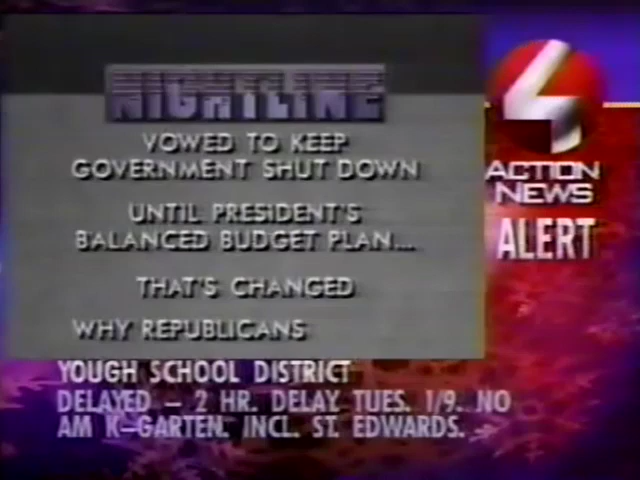 NIGHTLINE
VOWED TO KEEP
GOVERNMENT SHUT DOWN
UNTIL PRESIDENT'S
BALANCED BUDGET PLAN...
THAT'S CHANGED
WHY REPUBLICANS
4
ACTION
NEWS
ALERT
YOUGH SCHOOL DISTRICT
DELAYED - 2 HR. DELAY. TUES. 1/9. NO
AM K-GARTEN. INCL. ST. EDWARDS.